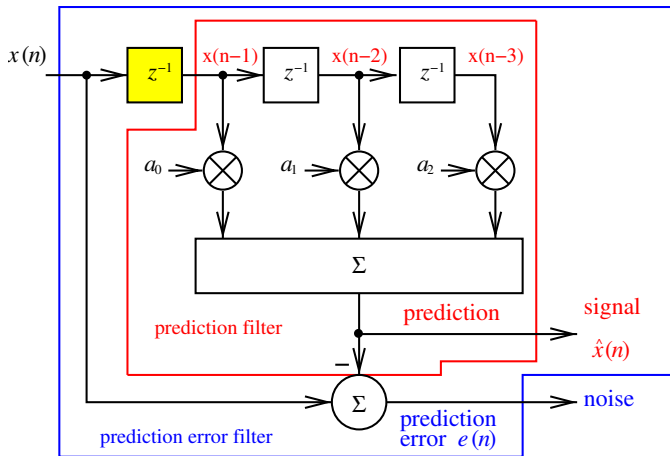 x(n)
z⁻¹
x(n−1)
z⁻¹
x(n−2)
z⁻¹
x(n−3)
a₀
a₁
a₂
Σ
prediction filter
prediction
signal
x̂(n)
−
Σ
prediction error filter
prediction
error e(n)
noise